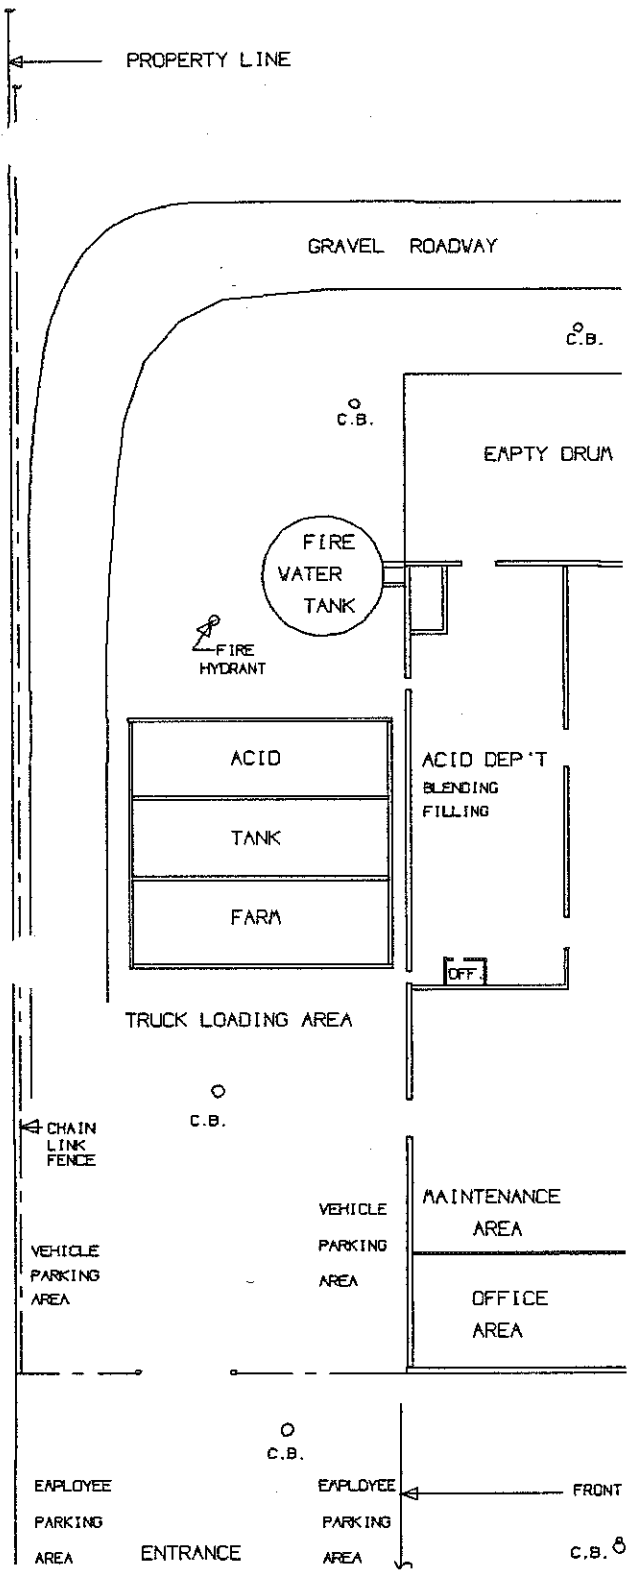 PROPERTY LINE
GRAVEL ROADWAY
C.B.
C.B.
EMPTY DRUM
FIRE
WATER
TANK
FIRE
HYDRANT
ACID
TANK
FARM
ACID DEP'T
BLENDING
FILLING
OFF.
TRUCK LOADING AREA
C.B.
CHAIN
LINK
FENCE
VEHICLE
PARKING
AREA
VEHICLE
PARKING
AREA
MAINTENANCE
AREA
OFFICE
AREA
C.B.
EMPLOYEE
PARKING
AREA
ENTRANCE
EMPLOYEE
PARKING
AREA
FRONT
C.B.